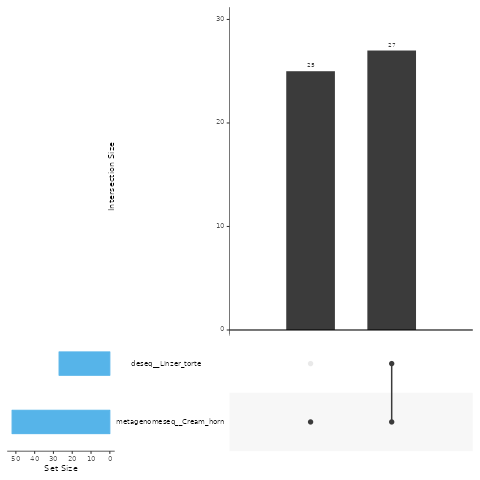 30
25
27
20
Intersection Size
10
0
deseq__Linzer_torte
metagenomeseq__Cream_horn
50 40 30 20 10 0
Set Size